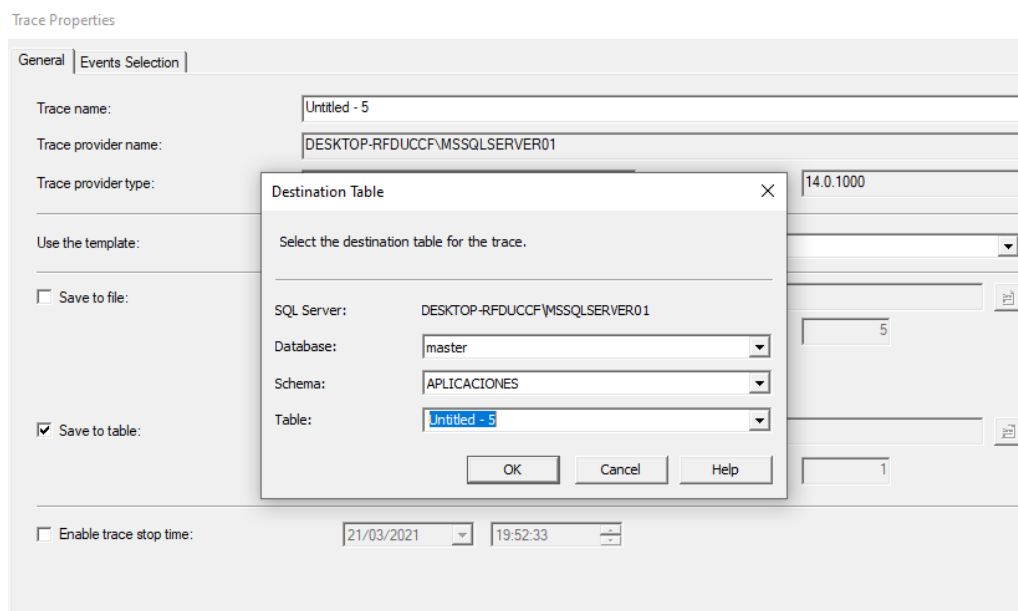 Trace Properties
General Events Selection
Trace name: Untitled - 5
Trace provider name: DESKTOP-RFDUCCF\MSSQLSERVER01
Trace provider type: 14.0.1000
Destination Table
Use the template:
Select the destination table for the trace.
Save to file:
SQL Server: DESKTOP-RFDUCCF\MSSQLSERVER01
5
Database: master
Schema: APLICACIONES
Table: Untitled - 5
Save to table:
OK Cancel Help
1
Enable trace stop time: 21/03/2021 19:52:33